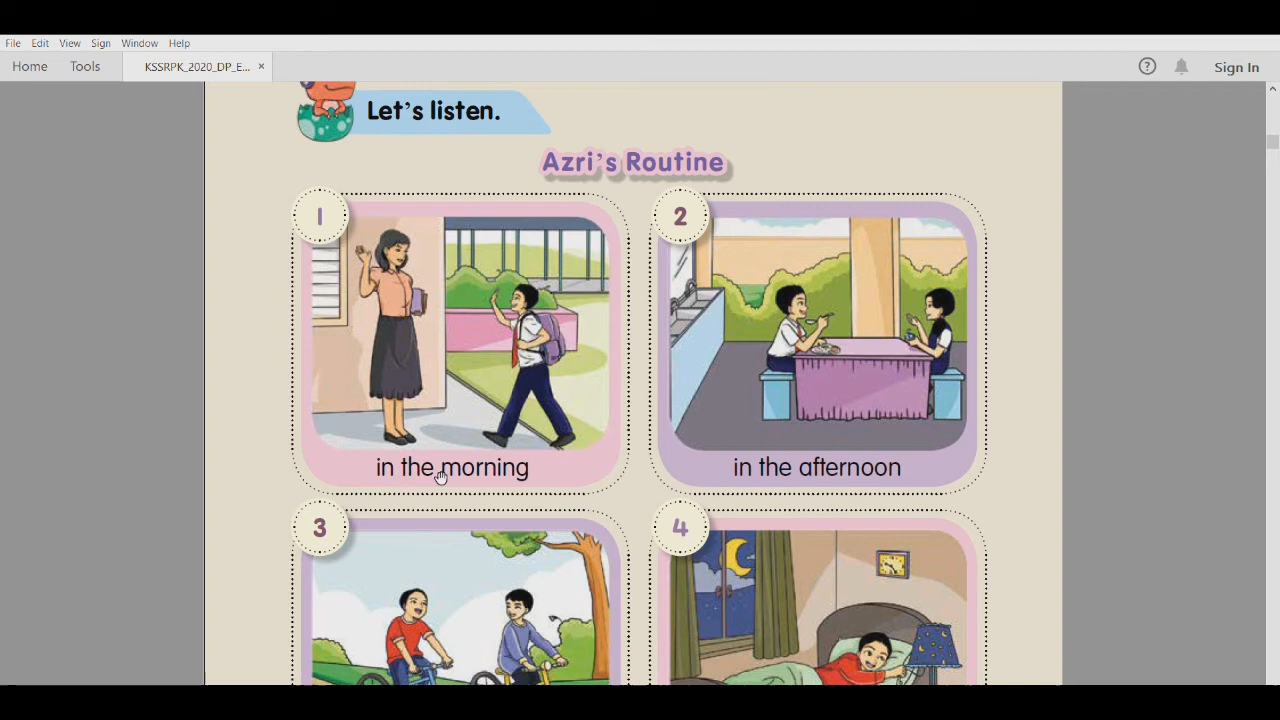 File Edit View Sign Window Help
Home Tools KSSRPK_2020_DP_E... × ? Sign In
Let's listen.
Azri's Routine
1
2
in the morning
in the afternoon
3
4